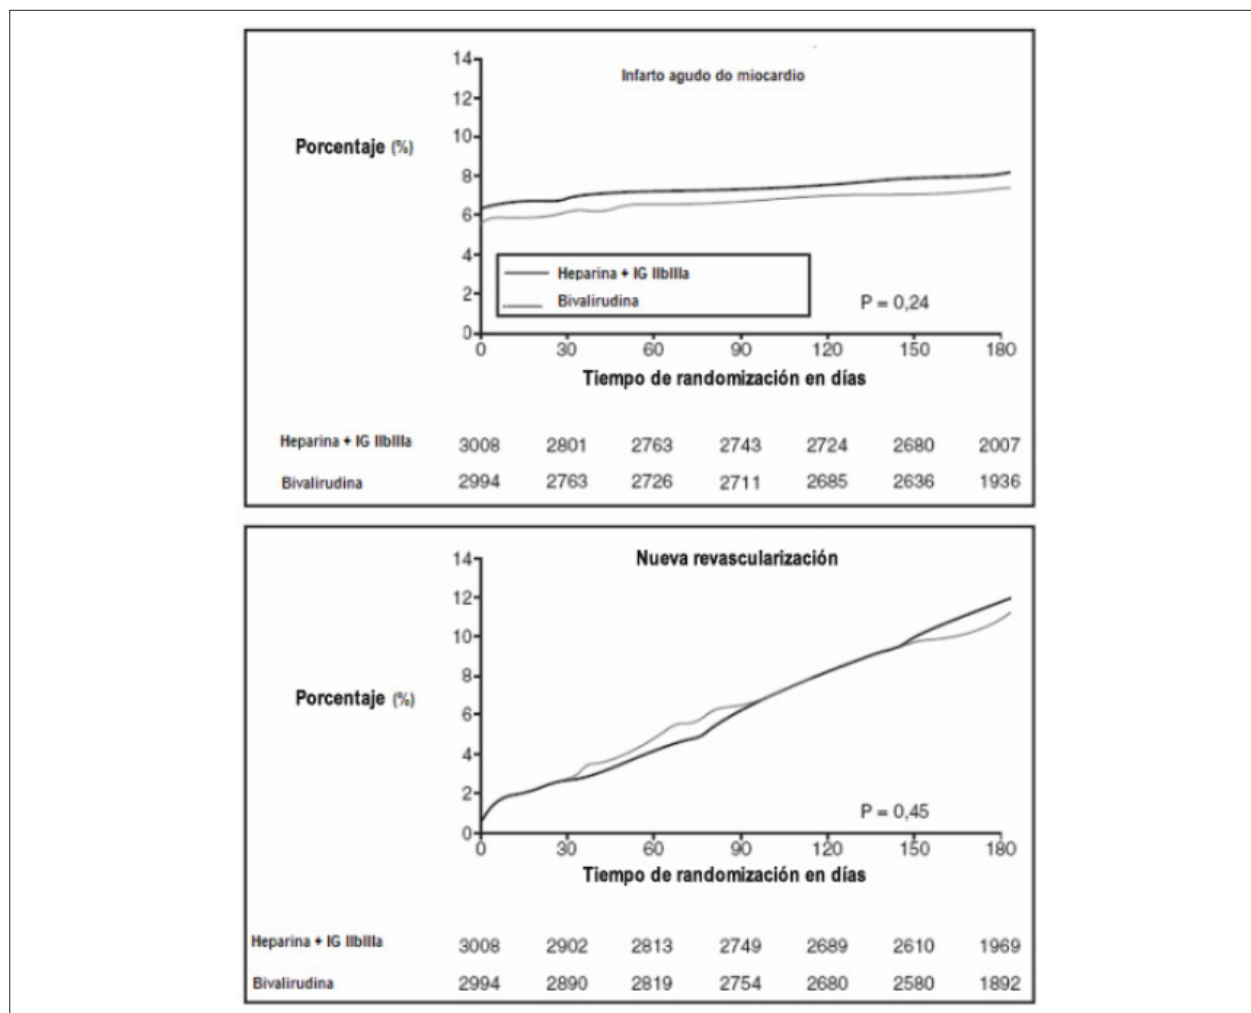 14
Infarto agudo do miocardio
12
10
Porcentaje (%)
8
6
4
Heparina + IG IIbIIIa
2
Bivalirudina
P = 0,24
0
0 30 60 90 120 150 180
Tiempo de randomización en días
Heparina + IG IIbIIIa 3008 2801 2763 2743 2724 2680 2007
Bivalirudina 2994 2763 2726 2711 2685 2636 1936
14
Nueva revascularización
12
10
8
Porcentaje (%)
6
4
2
P = 0,45
0
0 30 60 90 120 150 180
Tiempo de randomización en días
Heparina + IG IIbIIIa 3008 2902 2813 2749 2689 2610 1969
Bivalirudina 2994 2890 2819 2754 2680 2580 1892